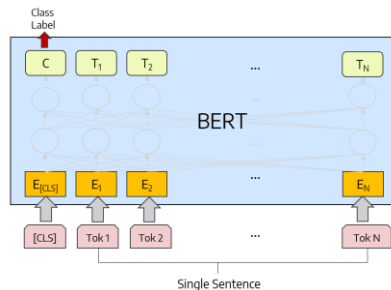 Class
Label
C T1 T2 ... TN
...
BERT
E[CLS] E1 E2 ... EN
[CLS] Tok 1 Tok 2 ... Tok N
Single Sentence